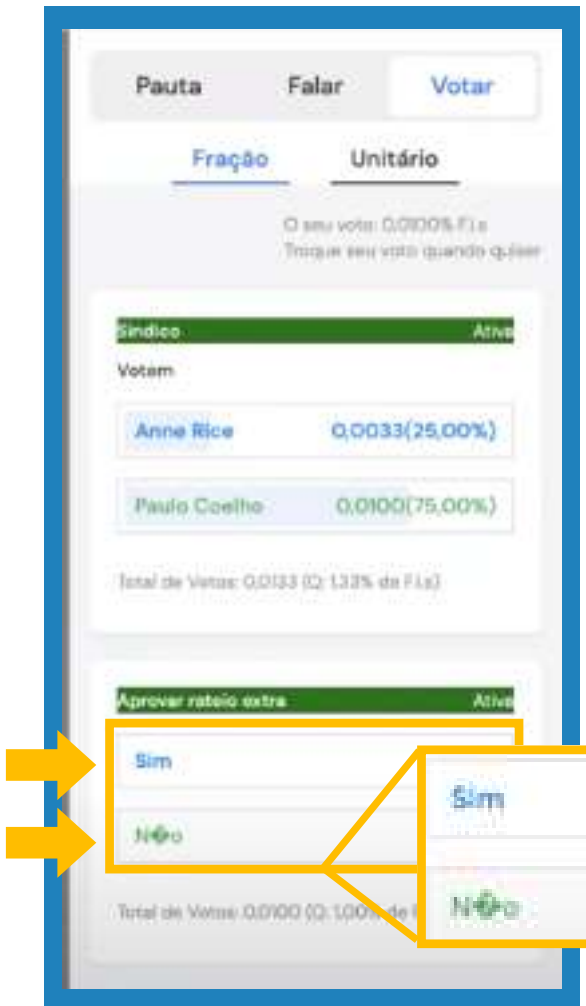 Pauta Falar Votar
Fração Unitário
O seu voto: 0,0100% F.I.s
Troque seu voto quando quiser
Síndico Ativa
Votam
Anne Rice 0,0033(25,00%)
Paulo Coelho 0,0100(75,00%)
Total de Votos: 0,0133 (Q: 1,33% de F.I.s)
Aprovar rateio extra Ativa
Sim
N�o
Total de Votos: 0,0100 (Q: 1,00% de
Sim
N�o